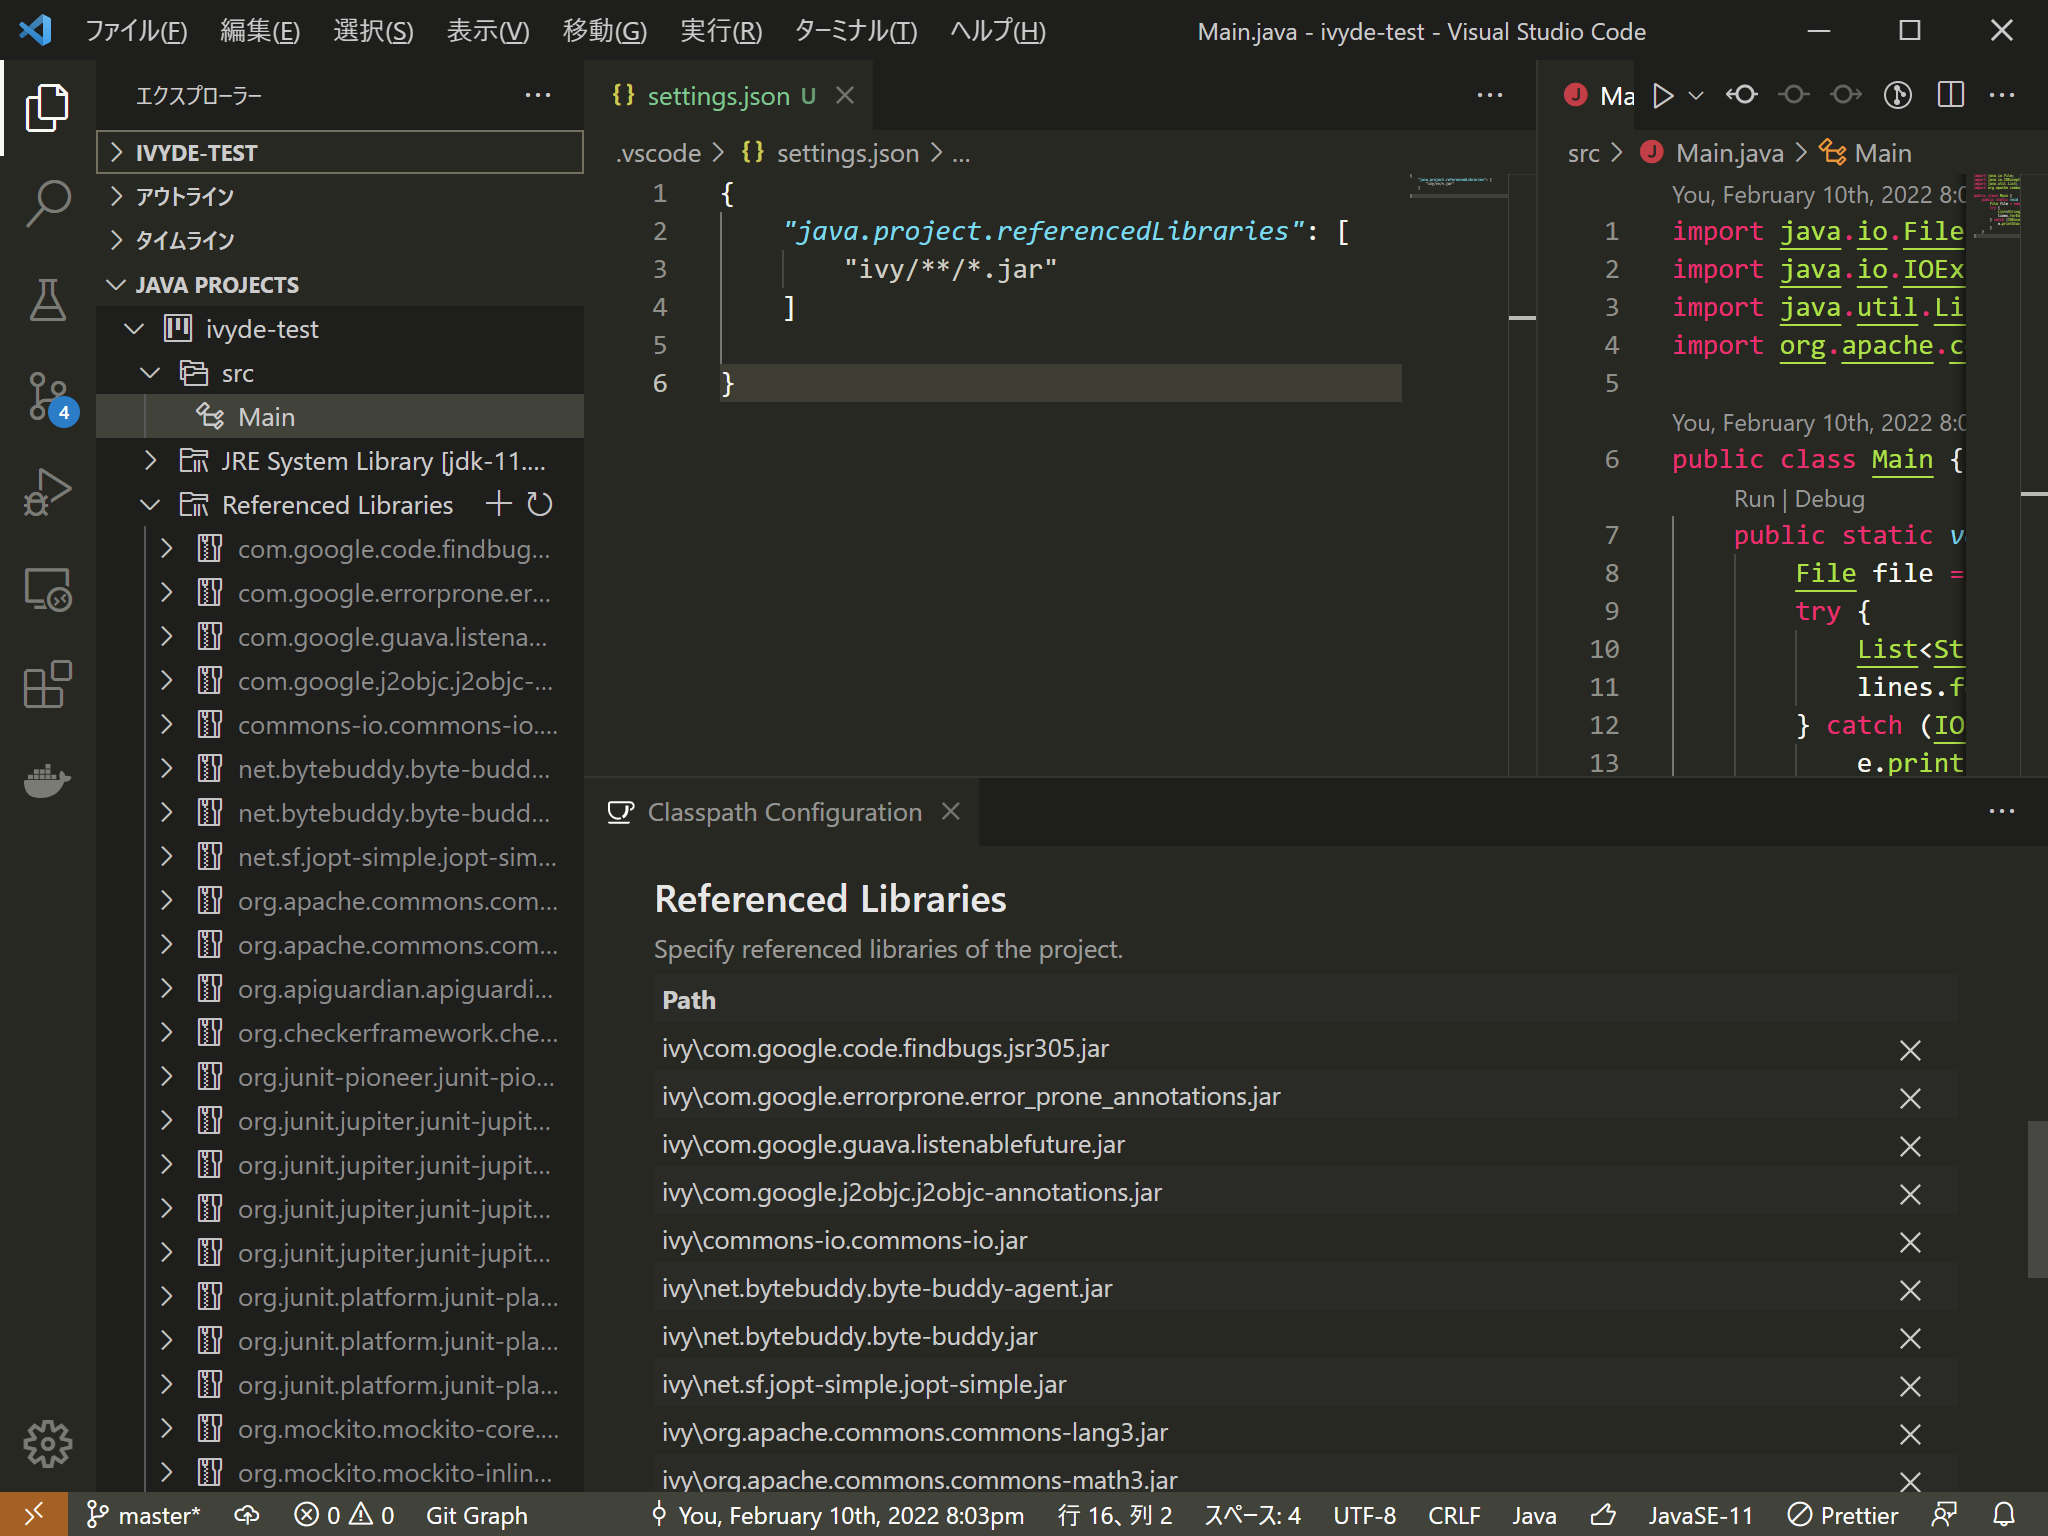 ファイル(F) 編集(E) 選択(S) 表示(V) 移動(G) 実行(R) ターミナル(T) ヘルプ(H) Main.java - ivyde-test - Visual Studio Code
エクスプローラー
IVYDE-TEST
アウトライン
タイムライン
JAVA PROJECTS
ivyde-test
src
Main
JRE System Library [jdk-11....
Referenced Libraries
com.google.code.findbug...
com.google.errorprone.er...
com.google.guava.listena...
com.google.j2objc.j2objc-...
commons-io.commons-io....
net.bytebuddy.byte-budd...
net.bytebuddy.byte-budd...
net.sf.jopt-simple.jopt-sim...
org.apache.commons.com...
org.apache.commons.com...
org.apiguardian.apiguardi...
org.checkerframework.che...
org.junit-pioneer.junit-pio...
org.junit.jupiter.junit-jupit...
org.junit.jupiter.junit-jupit...
org.junit.jupiter.junit-jupit...
org.junit.jupiter.junit-jupit...
org.junit.platform.junit-pla...
org.junit.platform.junit-pla...
org.junit.platform.junit-pla...
org.mockito.mockito-core....
org.mockito.mockito-inlin...
4
{} settings.json U
.vscode > {} settings.json > ...
1 {
2 "java.project.referencedLibraries": [
3 "ivy/**/*.jar"
4 ]
5
6 }
J Ma
src > J Main.java > Main
You, February 10th, 2022 8:0
1 import java.io.File
2 import java.io.IOEx
3 import java.util.Li
4 import org.apache.c
5
You, February 10th, 2022 8:0
6 public class Main {
Run | Debug
7 public static v
8 File file =
9 try {
10 List<St
11 lines.f
12 } catch (IO
13 e.print
Classpath Configuration
Referenced Libraries
Specify referenced libraries of the project.
Path
ivy\com.google.code.findbugs.jsr305.jar
ivy\com.google.errorprone.error_prone_annotations.jar
ivy\com.google.guava.listenablefuture.jar
ivy\com.google.j2objc.j2objc-annotations.jar
ivy\commons-io.commons-io.jar
ivy\net.bytebuddy.byte-buddy-agent.jar
ivy\net.bytebuddy.byte-buddy.jar
ivy\net.sf.jopt-simple.jopt-simple.jar
ivy\org.apache.commons.commons-lang3.jar
ivy\org.apache.commons.commons-math3.jar
master* 0 0 Git Graph You, February 10th, 2022 8:03pm 行 16、列 2 スペース: 4 UTF-8 CRLF Java JavaSE-11 Prettier